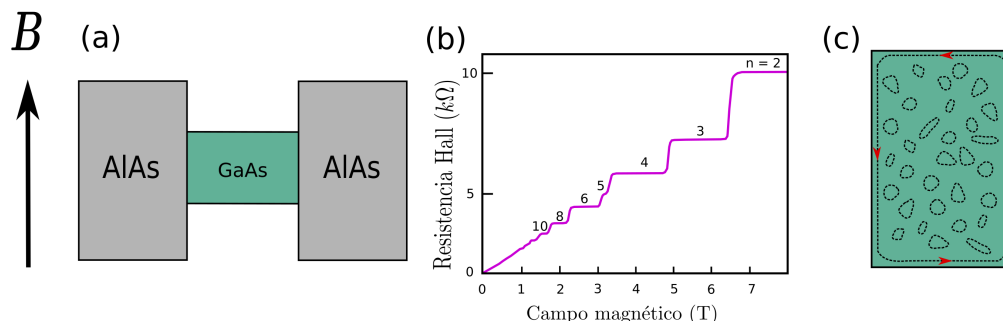 B
(a)
AlAs
GaAs
AlAs
(b)
Resistencia Hall (kΩ)
10
5
0
n = 2
3
4
5
6
8
10
0 1 2 3 4 5 6 7
Campo magnético (T)
(c)